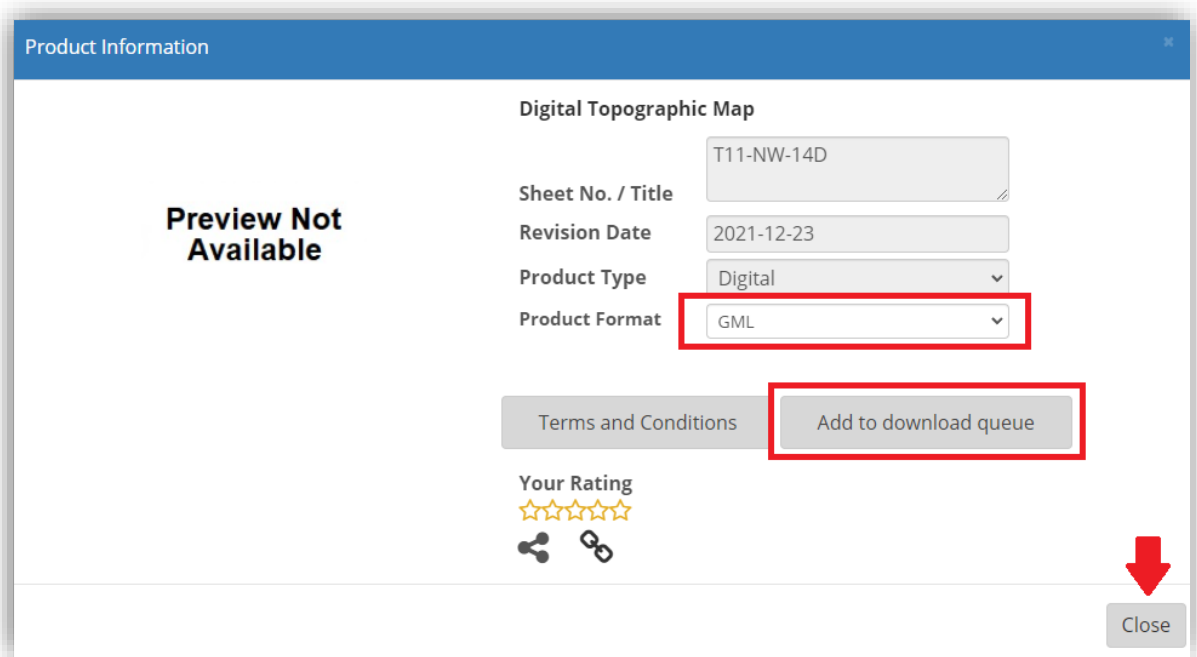 Product Information
Digital Topographic Map
Sheet No. / Title
T11-NW-14D
Revision Date
2021-12-23
Product Type
Digital
Product Format
GML
Preview Not
Available
Terms and Conditions
Add to download queue
Your Rating
Close